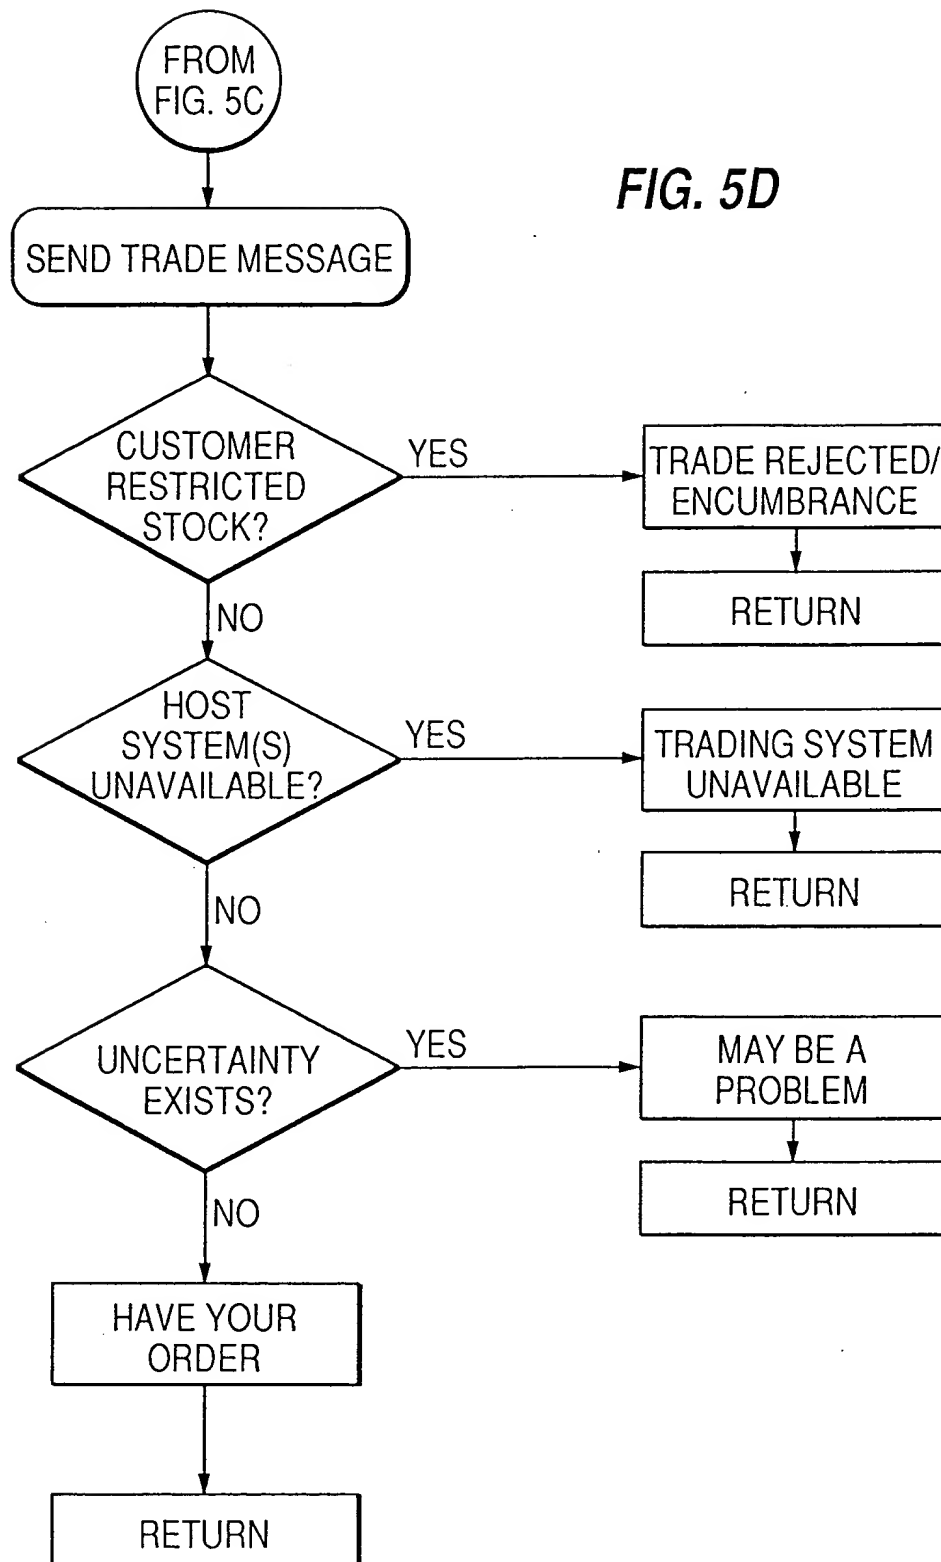 FROM
FIG. 5C
FIG. 5D
SEND TRADE MESSAGE
CUSTOMER
RESTRICTED
STOCK?
YES
TRADE REJECTED/
ENCUMBRANCE
RETURN
NO
HOST
SYSTEM(S)
UNAVAILABLE?
YES
TRADING SYSTEM
UNAVAILABLE
RETURN
NO
UNCERTAINTY
EXISTS?
YES
MAY BE A
PROBLEM
RETURN
NO
HAVE YOUR
ORDER
RETURN